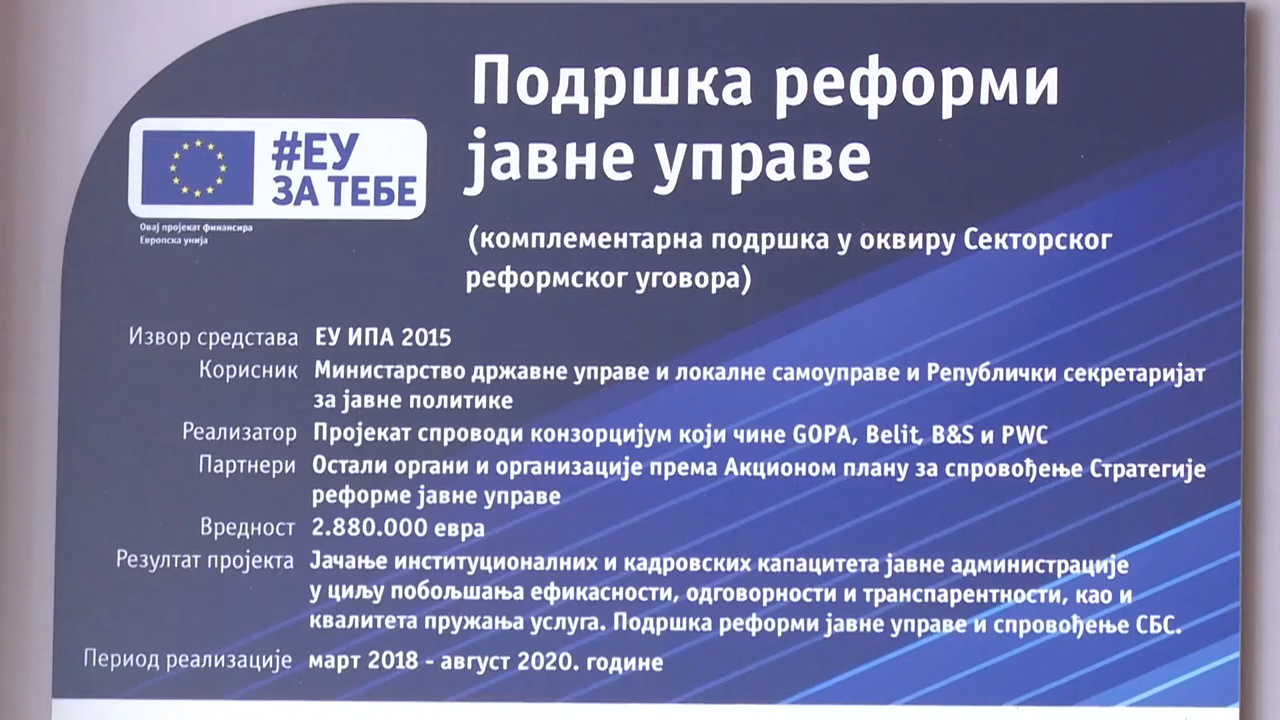 Подршка реформи
јавне управе
#ЕУ
ЗА ТЕБЕ
Овај пројекат финансира
Европска унија
(комплементарна подршка у оквиру Секторског
реформског уговора)
Извор средстава ЕУ ИПА 2015
Корисник Министарство државне управе и локалне самоуправе и Републички секретаријат
за јавне политике
Реализатор Пројекат спроводи конзорцијум који чине GOPA, Belit, B&S и PWC
Партнери Остали органи и организације према Акционом плану за спровођење Стратегије
реформе јавне управе
Вредност 2.880.000 евра
Резултат пројекта Јачање институционалних и кадровских капацитета јавне администрације
у циљу побољшања ефикасности, одговорности и транспарентности, као и
квалитета пружања услуга. Подршка реформи јавне управе и спровођење СБС.
Период реализације март 2018 - август 2020. године